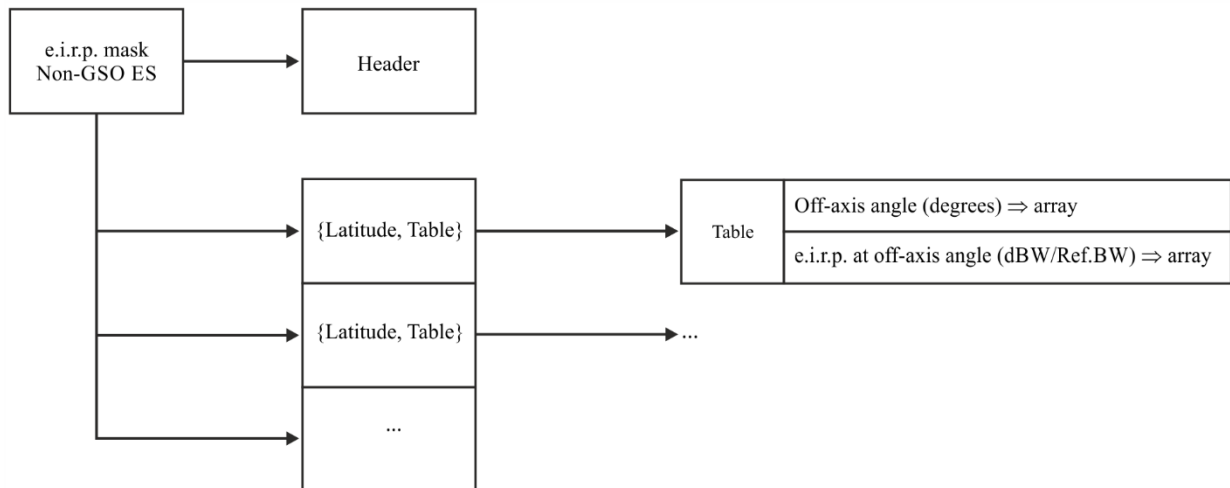 e.i.r.p. mask
Non-GSO ES
Header
{Latitude, Table}
Table
Off-axis angle (degrees) ⇒ array
e.i.r.p. at off-axis angle (dBW/Ref.BW) ⇒ array
{Latitude, Table}
...
...